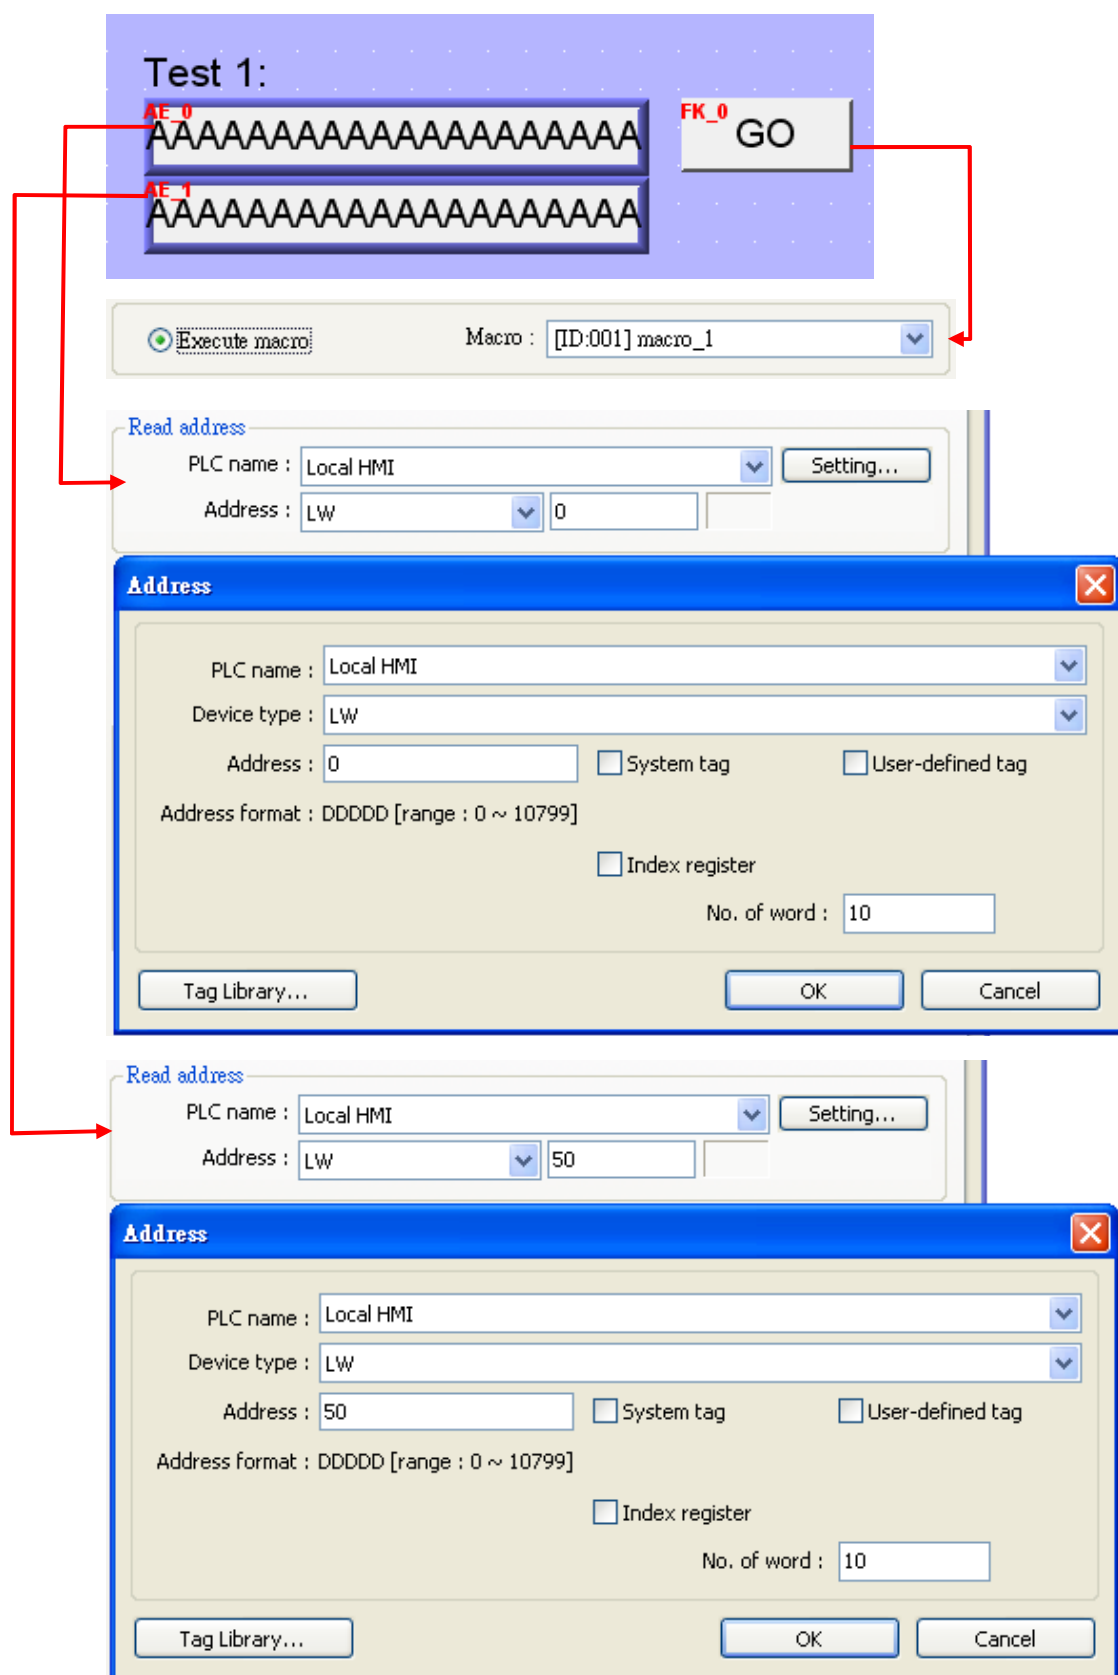 Test 1:
AE_0
AAAAAAAAAAAAAAAAAAAA
FK_0
GO
AE_1
AAAAAAAAAAAAAAAAAAAA
Execute macro
Macro : [ID:001] macro_1
Read address
PLC name : Local HMI Setting...
Address : LW 0
Address
PLC name : Local HMI
Device type : LW
Address : 0 System tag User-defined tag
Address format : DDDDD [range : 0 ~ 10799]
Index register
No. of word : 10
Tag Library... OK Cancel
Read address
PLC name : Local HMI Setting...
Address : LW 50
Address
PLC name : Local HMI
Device type : LW
Address : 50 System tag User-defined tag
Address format : DDDDD [range : 0 ~ 10799]
Index register
No. of word : 10
Tag Library... OK Cancel